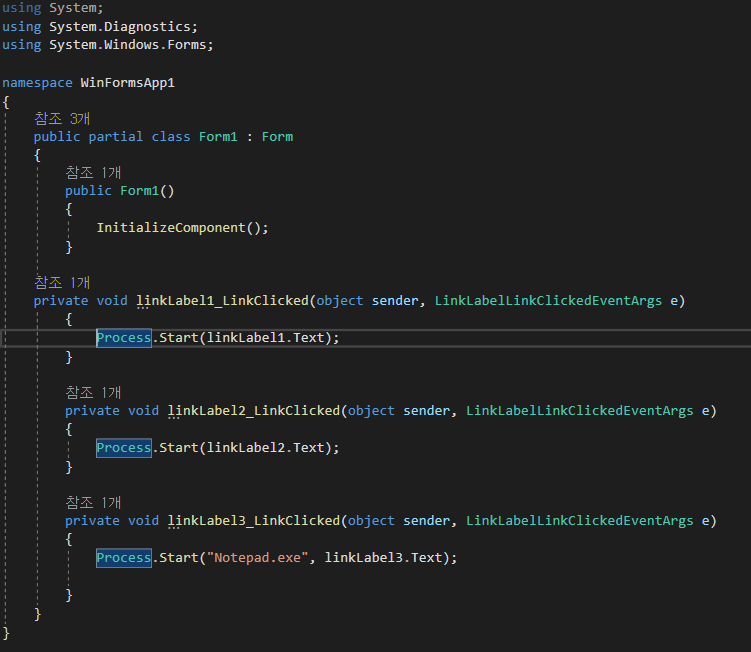 using System;
using System.Diagnostics;
using System.Windows.Forms;
namespace WinFormsApp1
{
참조 3개
public partial class Form1 : Form
{
참조 1개
public Form1()
{
InitializeComponent();
}
참조 1개
private void linkLabel1_LinkClicked(object sender, LinkLabelLinkClickedEventArgs e)
{
Process.Start(linkLabel1.Text);
}
참조 1개
private void linkLabel2_LinkClicked(object sender, LinkLabelLinkClickedEventArgs e)
{
Process.Start(linkLabel2.Text);
}
참조 1개
private void linkLabel3_LinkClicked(object sender, LinkLabelLinkClickedEventArgs e)
{
Process.Start("Notepad.exe", linkLabel3.Text);
}
}
}